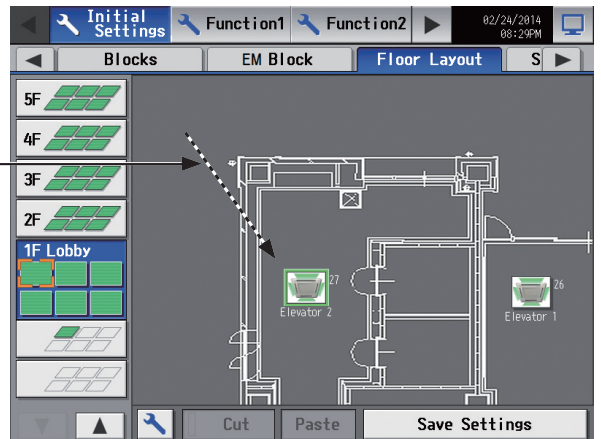 Initial
Settings
Function1
Function2
02/24/2014
08:29PM
Blocks
EM Block
Floor Layout
S
5F
4F
3F
2F
1F Lobby
27
Elevator 2
26
Elevator 1
Cut
Paste
Save Settings